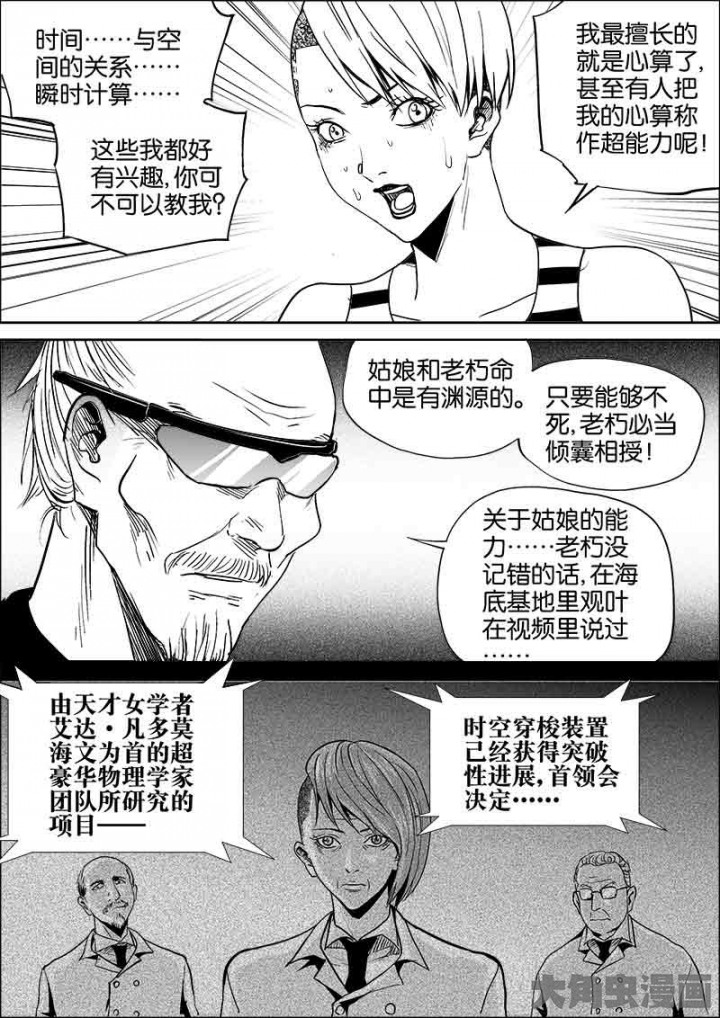 时间……与空
间的关系……
瞬时计算……
这些我都好
有兴趣,你可
不可以教我?
我最擅长的
就是心算了,
甚至有人把
我的心算称
作超能力呢!
姑娘和老朽命
中是有渊源的。
只要能够不
死,老朽必当
倾囊相授!
关于姑娘的能
力……老朽没
记错的话,在海
底基地里观叶
在视频里说过
……
由天才女学者
艾达·凡多莫
海文为首的超
豪华物理学家
团队所研究的
项目——
时空穿梭装置
已经获得突破
性进展,首领会
决定……
大角虫漫画